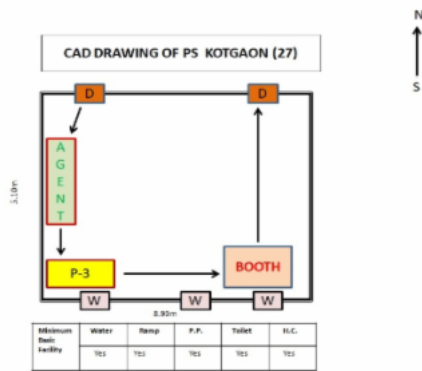 N
CAD DRAWING OF PS KOTGAON (27)
S
D D
AGENT
5.10m
P-3
BOOTH
W W W
8.90m
Minimum Basic Facility Water Ramp P.P. Toilet H.C.
Yes Yes Yes Yes Yes